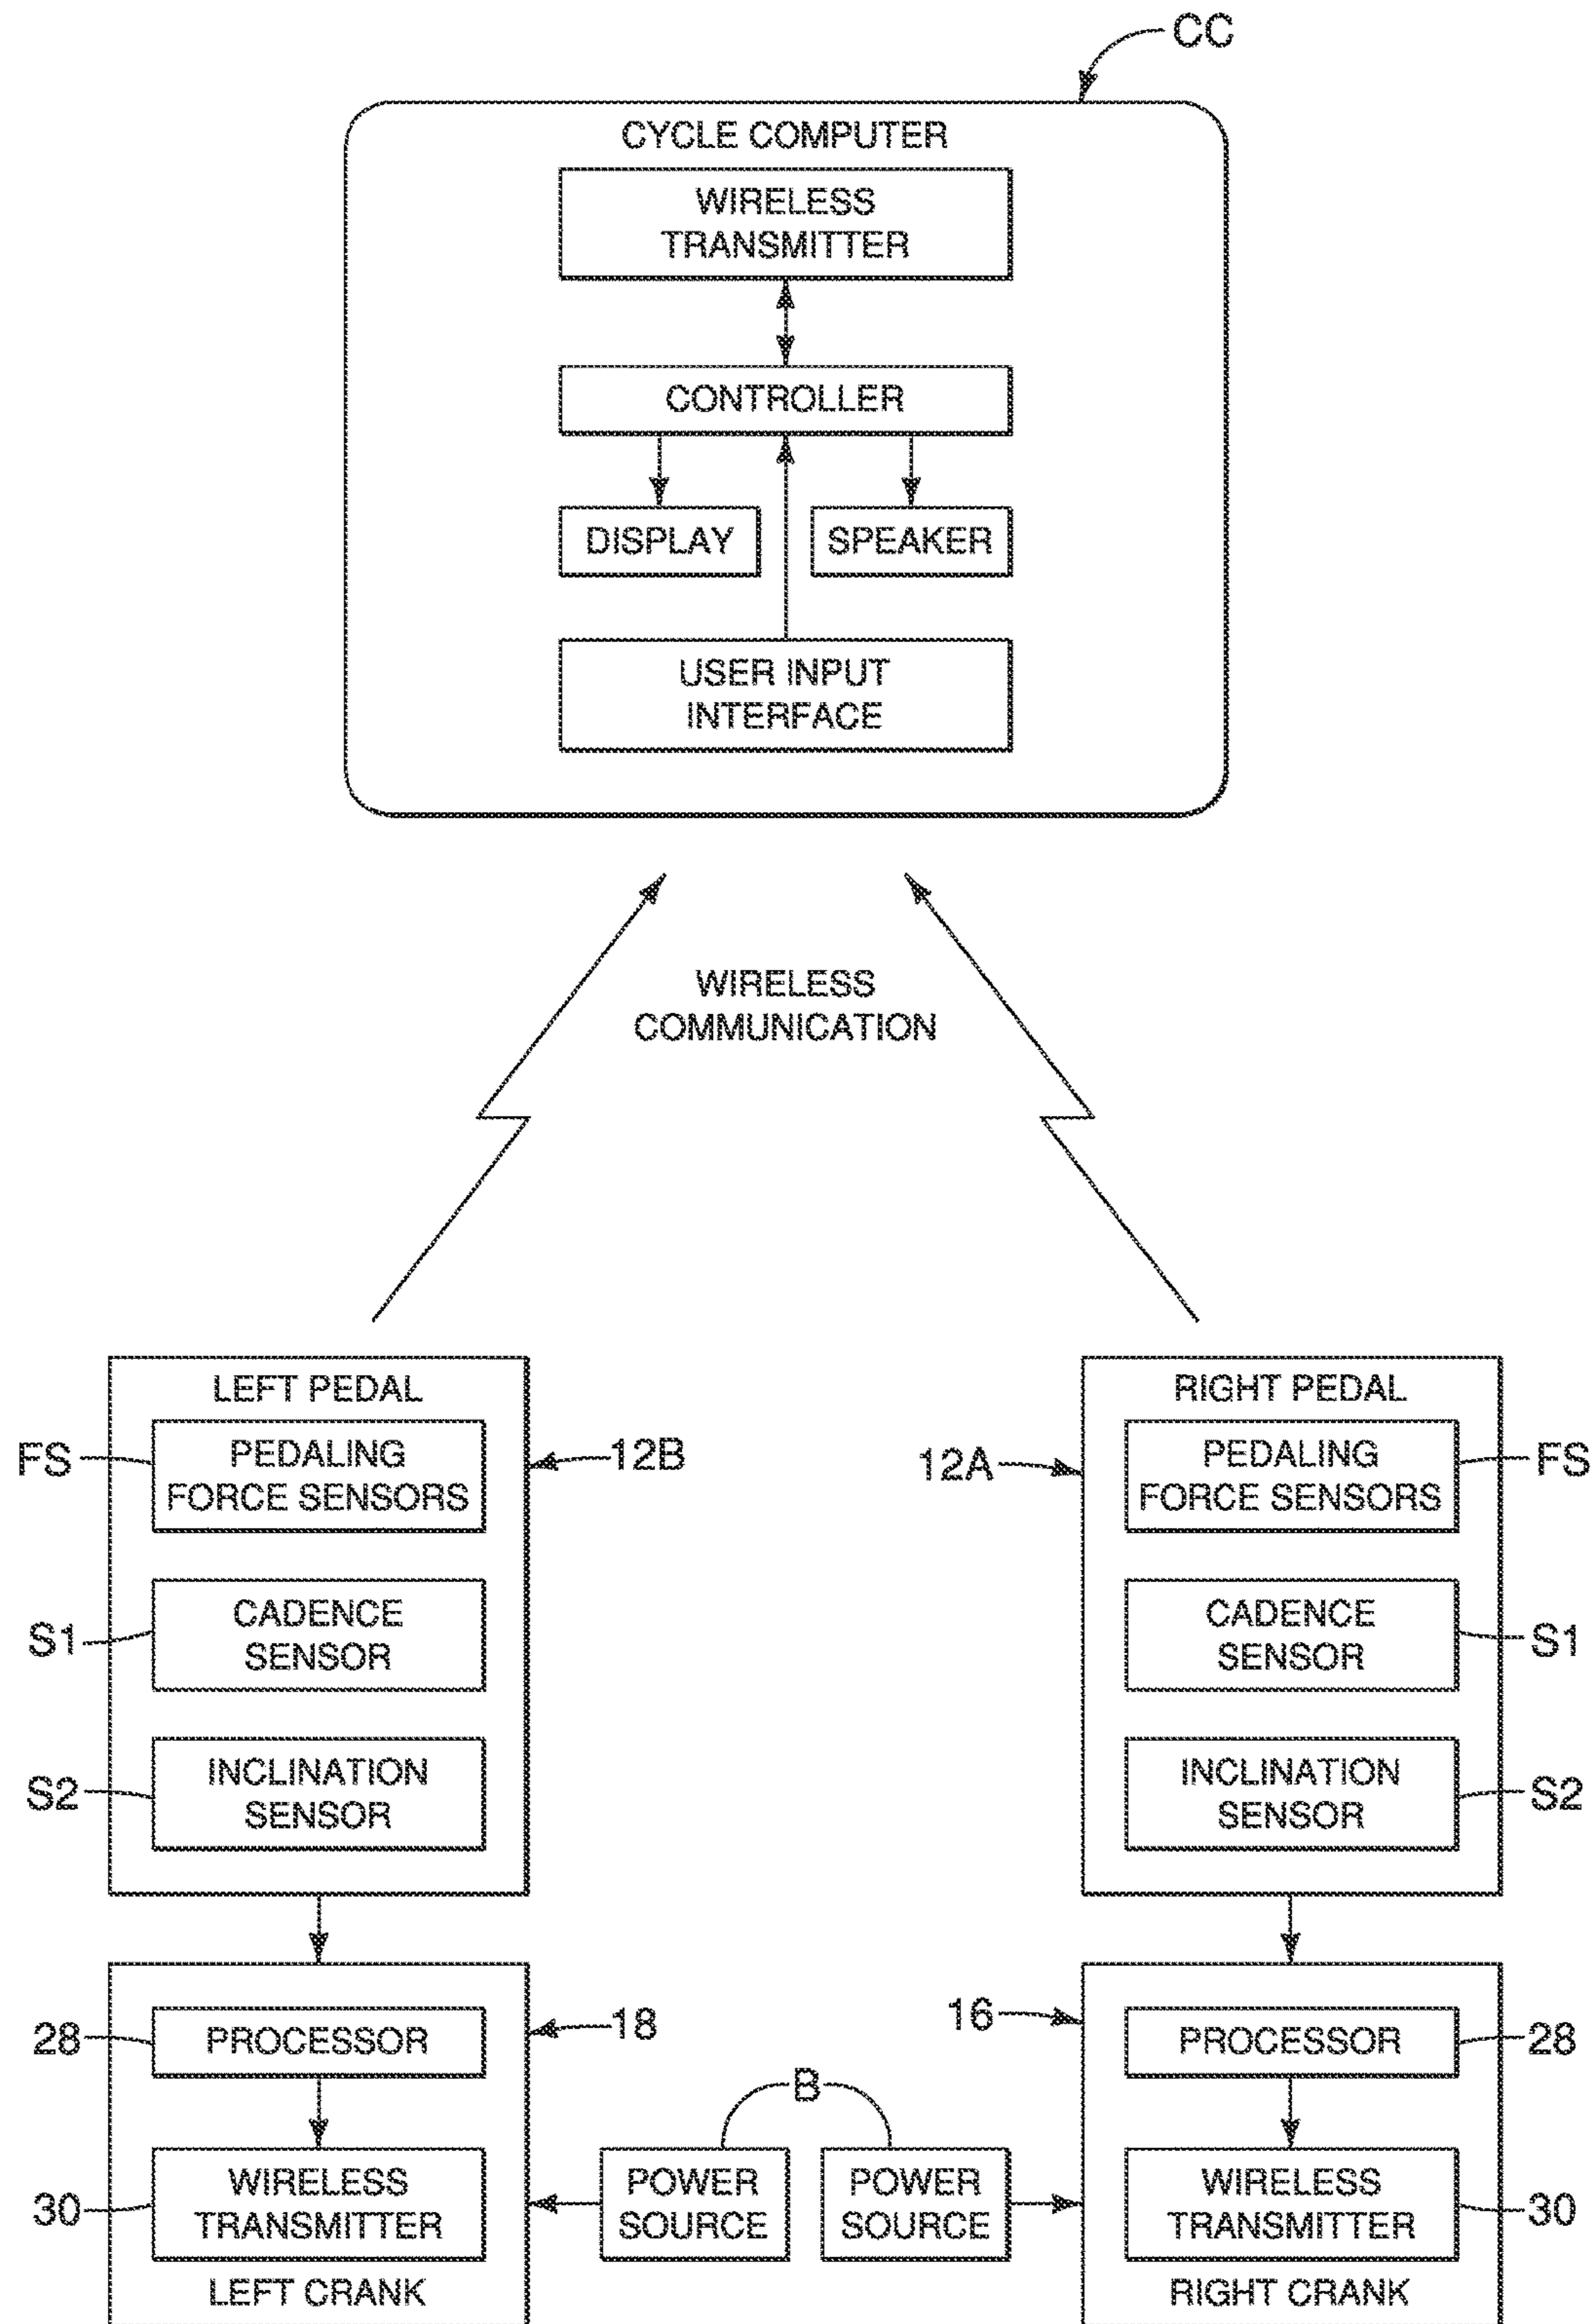 CC
CYCLE COMPUTER
WIRELESS
TRANSMITTER
CONTROLLER
DISPLAY
SPEAKER
USER INPUT
INTERFACE
WIRELESS
COMMUNICATION
LEFT PEDAL
FS
PEDALING
FORCE SENSORS
12B
S1
CADENCE
SENSOR
S2
INCLINATION
SENSOR
RIGHT PEDAL
12A
PEDALING
FORCE SENSORS
FS
CADENCE
SENSOR
S1
INCLINATION
SENSOR
S2
28
PROCESSOR
18
30
WIRELESS
TRANSMITTER
LEFT CRANK
B
POWER
SOURCE
POWER
SOURCE
16
PROCESSOR
28
WIRELESS
TRANSMITTER
30
RIGHT CRANK